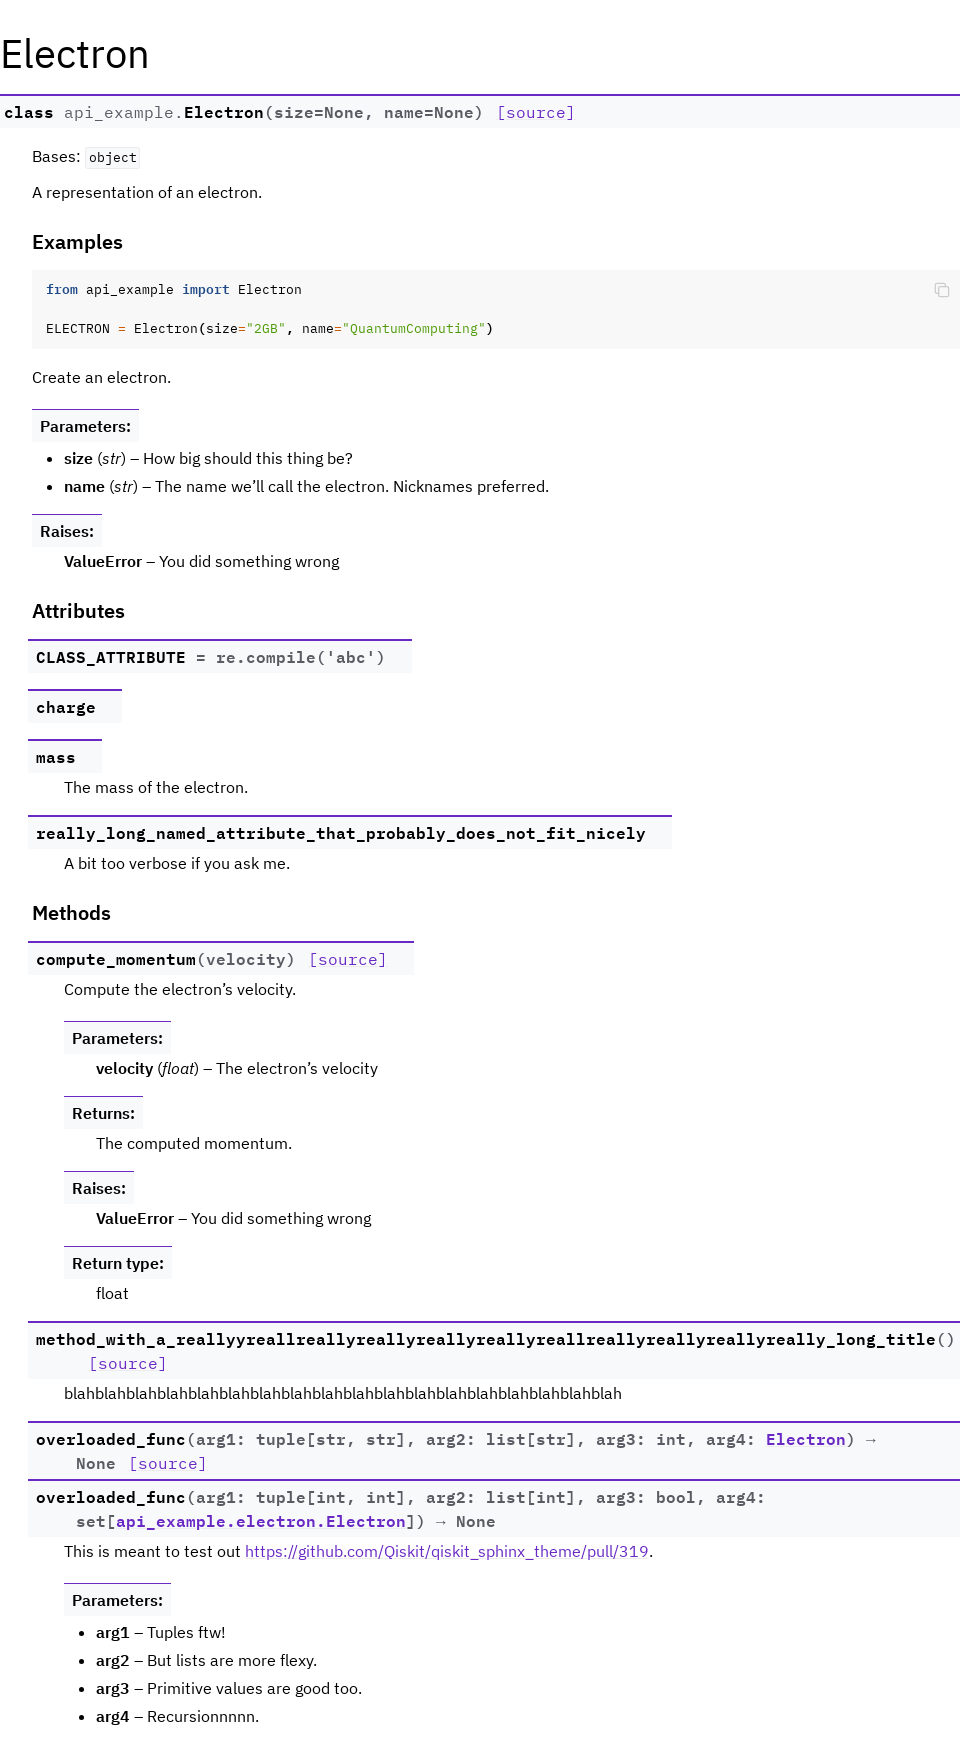 Electron
class api_example.Electron(size=None, name=None) [source]
Bases: object
A representation of an electron.
Examples
from api_example import Electron
ELECTRON = Electron(size="2GB", name="QuantumComputing")
Create an electron.
Parameters:
• size (str) – How big should this thing be?
• name (str) – The name we’ll call the electron. Nicknames preferred.
Raises:
ValueError – You did something wrong
Attributes
CLASS_ATTRIBUTE = re.compile('abc')
charge
mass
The mass of the electron.
really_long_named_attribute_that_probably_does_not_fit_nicely
A bit too verbose if you ask me.
Methods
compute_momentum(velocity) [source]
Compute the electron’s velocity.
Parameters:
velocity (float) – The electron’s velocity
Returns:
The computed momentum.
Raises:
ValueError – You did something wrong
Return type:
float
method_with_a_reallyyreallreallyreallyreallyreallyreallreallyreallyreallyreally_long_title()
[source]
blahblahblahblahblahblahblahblahblahblahblahblahblahblahblahblahblahblah
overloaded_func(arg1: tuple[str, str], arg2: list[str], arg3: int, arg4: Electron) →
None [source]
overloaded_func(arg1: tuple[int, int], arg2: list[int], arg3: bool, arg4:
set[api_example.electron.Electron]) → None
This is meant to test out https://github.com/Qiskit/qiskit_sphinx_theme/pull/319.
Parameters:
• arg1 – Tuples ftw!
• arg2 – But lists are more flexy.
• arg3 – Primitive values are good too.
• arg4 – Recursionnnnn.